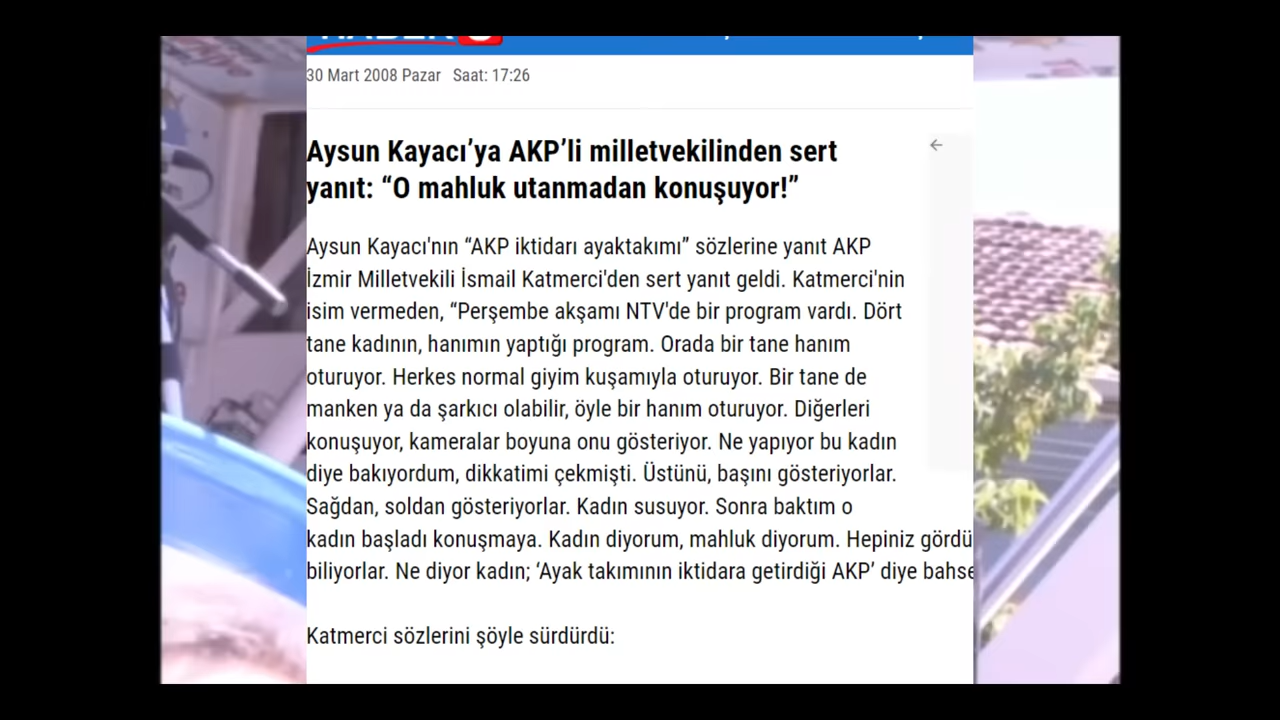 30 Mart 2008 Pazar Saat: 17:26
Aysun Kayacı’ya AKP’li milletvekilinden sert
yanıt: “O mahluk utanmadan konuşuyor!”
Aysun Kayacı'nın “AKP iktidarı ayaktakımı” sözlerine yanıt AKP
İzmir Milletvekili İsmail Katmerci'den sert yanıt geldi. Katmerci'nin
isim vermeden, “Perşembe akşamı NTV'de bir program vardı. Dört
tane kadının, hanımın yaptığı program. Orada bir tane hanım
oturuyor. Herkes normal giyim kuşamıyla oturuyor. Bir tane de
manken ya da şarkıcı olabilir, öyle bir hanım oturuyor. Diğerleri
konuşuyor, kameralar boyuna onu gösteriyor. Ne yapıyor bu kadın
diye bakıyordum, dikkatimi çekmişti. Üstünü, başını gösteriyorlar.
Sağdan, soldan gösteriyorlar. Kadın susuyor. Sonra baktım o
kadın başladı konuşmaya. Kadın diyorum, mahluk diyorum. Hepiniz gördü
biliyorlar. Ne diyor kadın; ‘Ayak takımının iktidara getirdiği AKP’ diye bahse
Katmerci sözlerini şöyle sürdürdü: